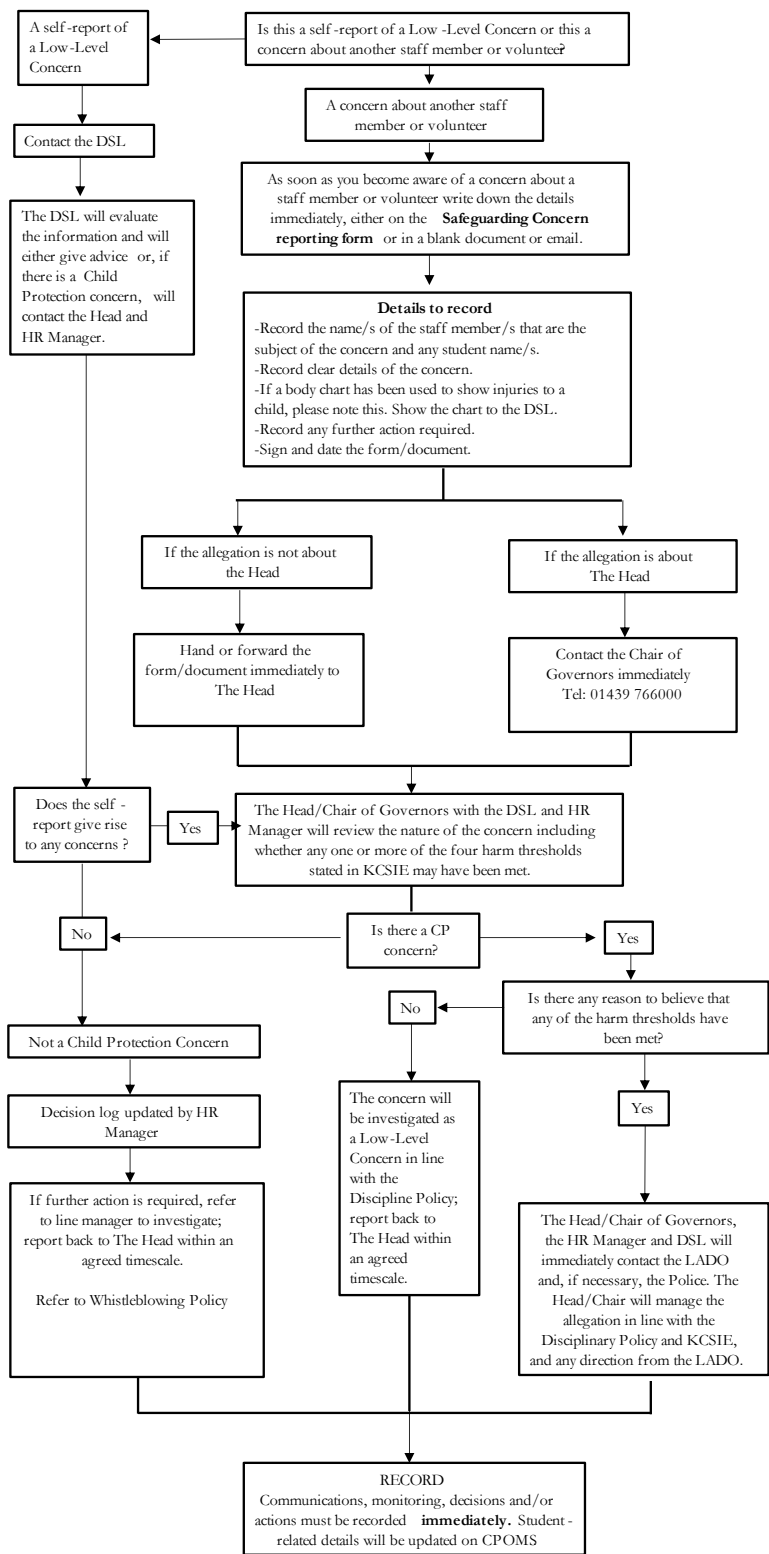 A self-report of
a Low-Level
Concern
Is this a self-report of a Low -Level Concern or this a
concern about another staff member or volunteer?
A concern about another staff
member or volunteer
Contact the DSL
As soon as you become aware of a concern about a
staff member or volunteer write down the details
immediately, either on the Safeguarding Concern
reporting form or in a blank document or email.
The DSL will evaluate
the information and will
either give advice or, if
there is a Child
Protection concern, will
contact the Head and
HR Manager.
Details to record
-Record the name/s of the staff member/s that are the
subject of the concern and any student name/s.
-Record clear details of the concern.
-If a body chart has been used to show injuries to a
child, please note this. Show the chart to the DSL.
-Record any further action required.
-Sign and date the form/document.
If the allegation is not about
the Head
If the allegation is about
The Head
Hand or forward the
form/document immediately to
The Head
Contact the Chair of
Governors immediately
Tel: 01439 766000
Does the self -
report give rise
to any concerns ?
Yes
The Head/Chair of Governors with the DSL and HR
Manager will review the nature of the concern including
whether any one or more of the four harm thresholds
stated in KCSIE may have been met.
No
Is there a CP
concern?
Yes
No
Is there any reason to believe that
any of the harm thresholds have
been met?
Not a Child Protection Concern
Yes
Decision log updated by HR
Manager
The concern will
be investigated as
a Low-Level
Concern in line
with the
Discipline Policy;
report back to
The Head within
an agreed
timescale.
If further action is required, refer
to line manager to investigate;
report back to The Head within an
agreed timescale.
Refer to Whistleblowing Policy
The Head/Chair of Governors,
the HR Manager and DSL will
immediately contact the LADO
and, if necessary, the Police. The
Head/Chair will manage the
allegation in line with the
Disciplinary Policy and KCSIE,
and any direction from the LADO.
RECORD
Communications, monitoring, decisions and/or
actions must be recorded immediately. Student -
related details will be updated on CPOMS